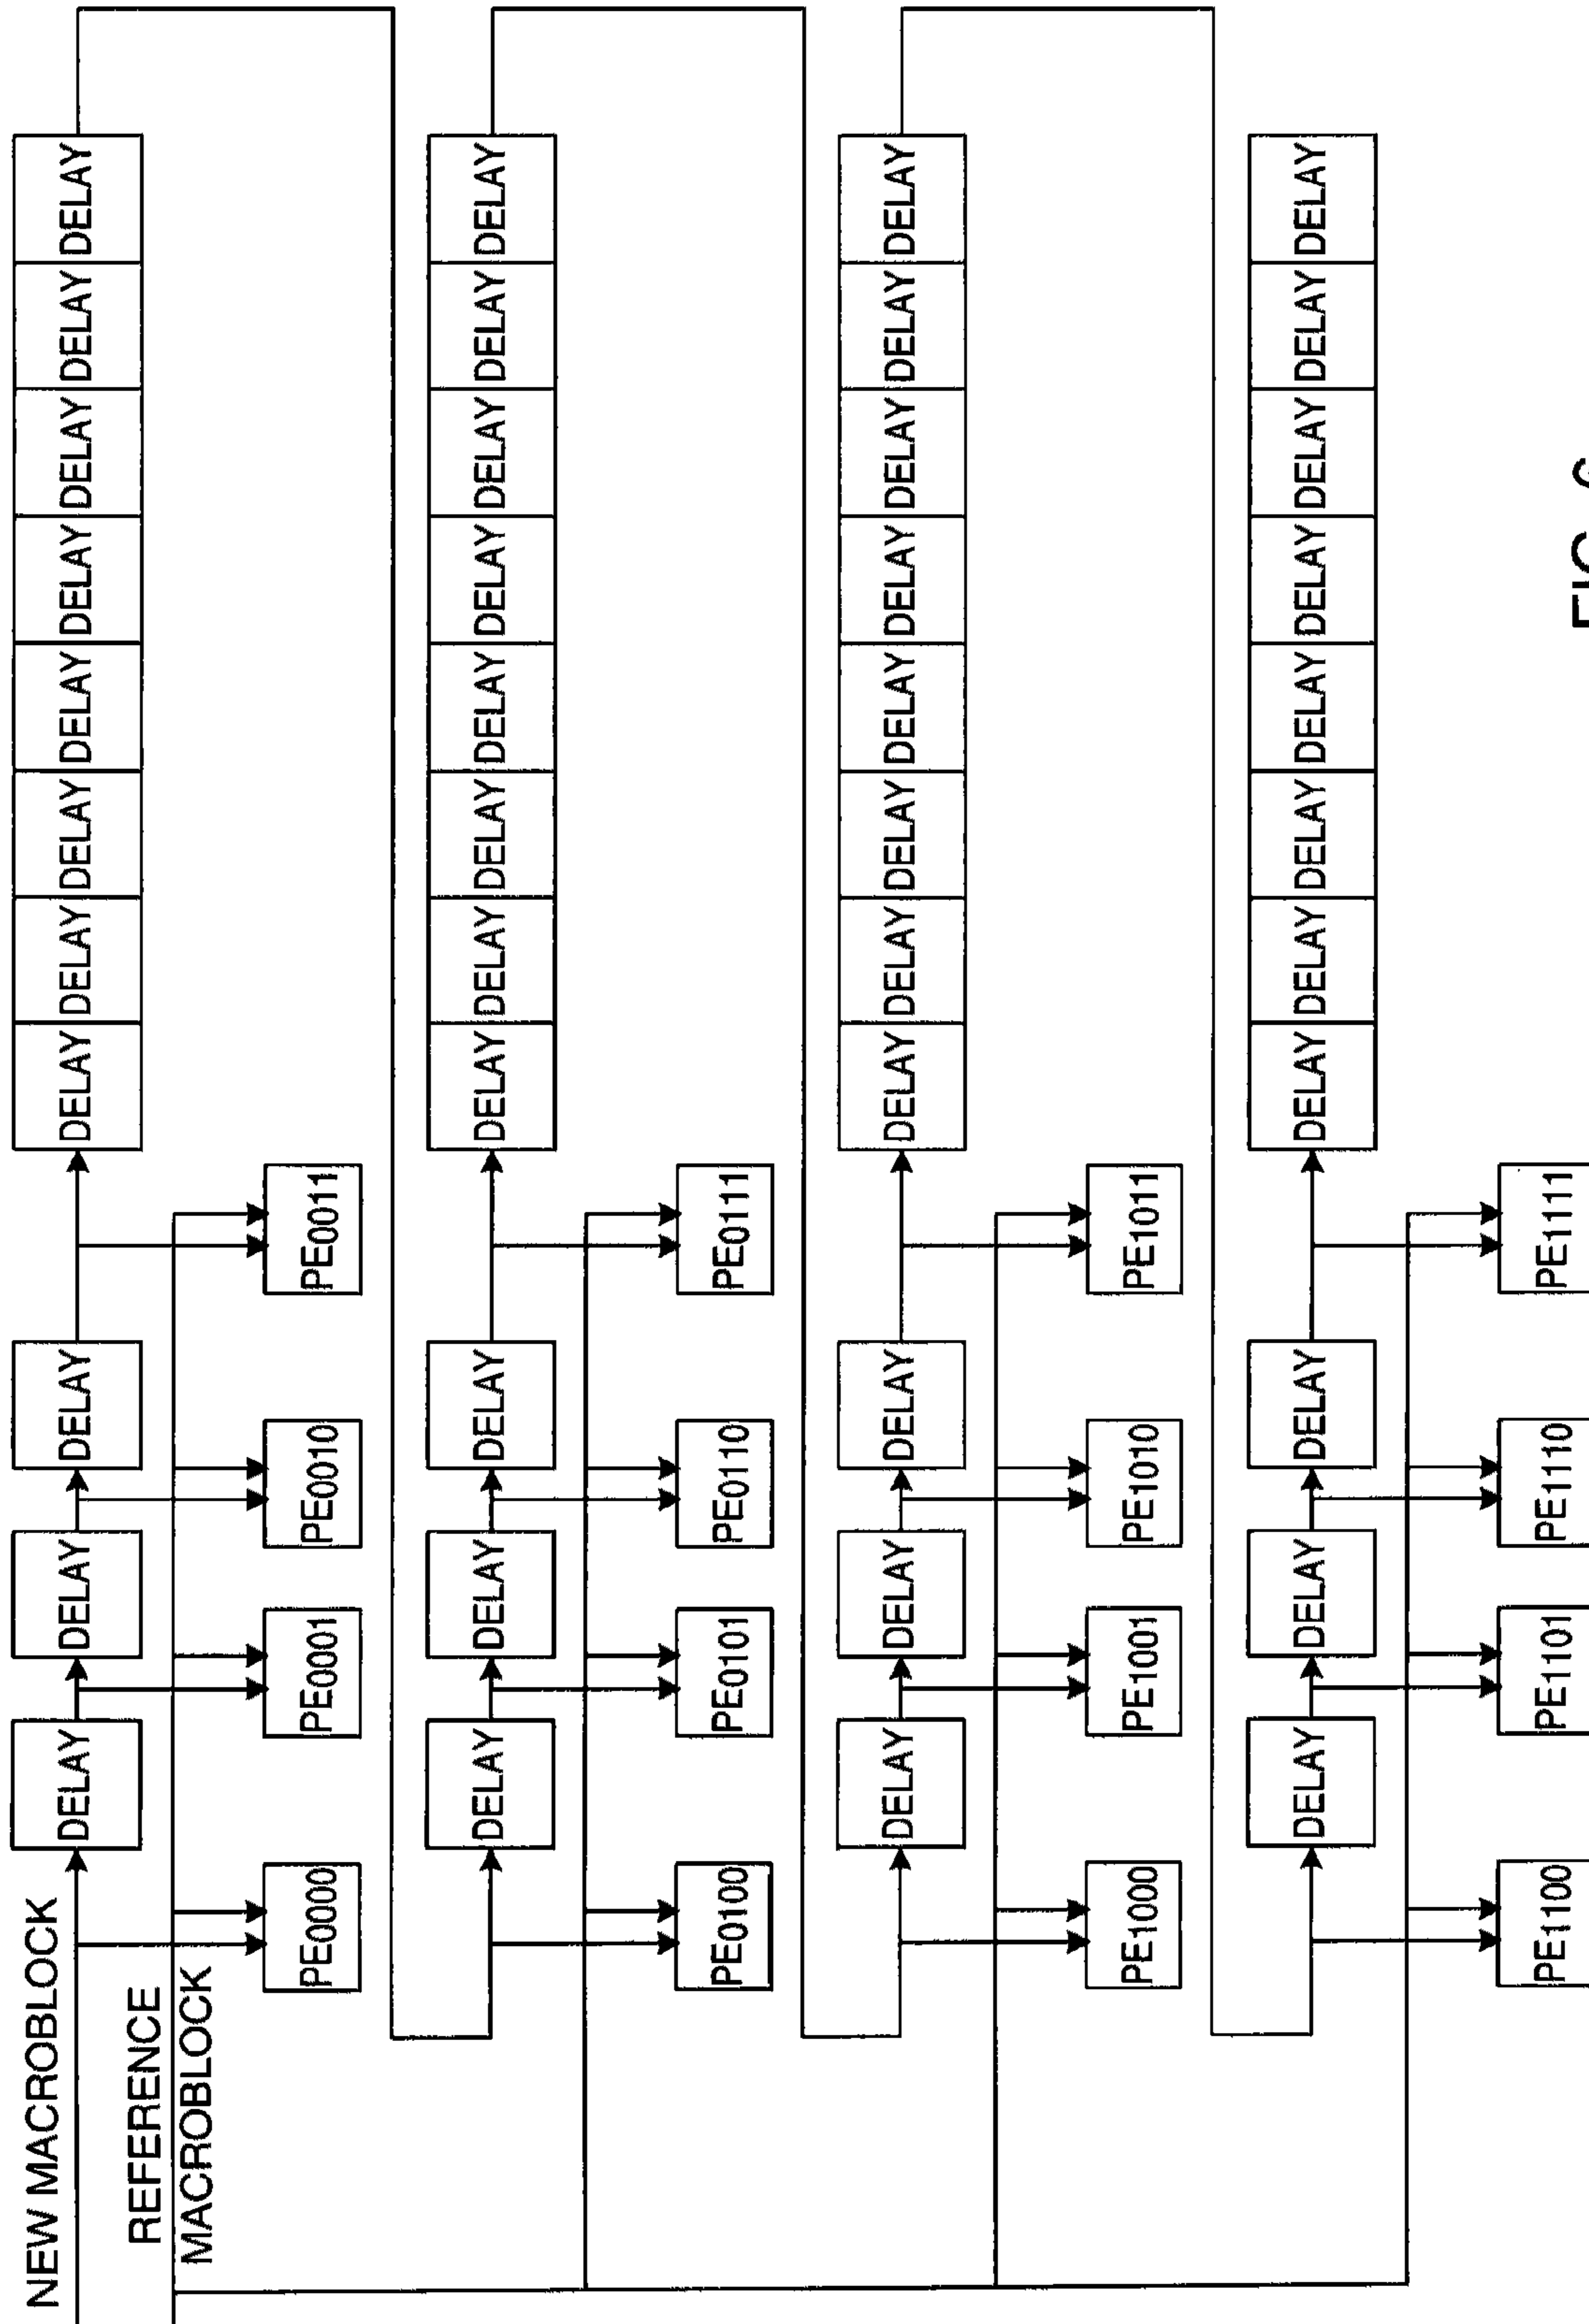 NEW MACROBLOCK
DELAY DELAY DELAY DELAY DELAY DELAY DELAY DELAY DELAY DELAY DELAY
REFERENCE
MACROBLOCK
PE0000 PE0001 PE0010 PE0011
DELAY DELAY DELAY DELAY DELAY DELAY DELAY DELAY DELAY DELAY DELAY
PE0100 PE0101 PE0110 PE0111
DELAY DELAY DELAY DELAY DELAY DELAY DELAY DELAY DELAY DELAY DELAY
PE1000 PE1001 PE1010 PE1011
DELAY DELAY DELAY DELAY DELAY DELAY DELAY DELAY DELAY DELAY DELAY
PE1100 PE1101 PE1110 PE1111
FIG.